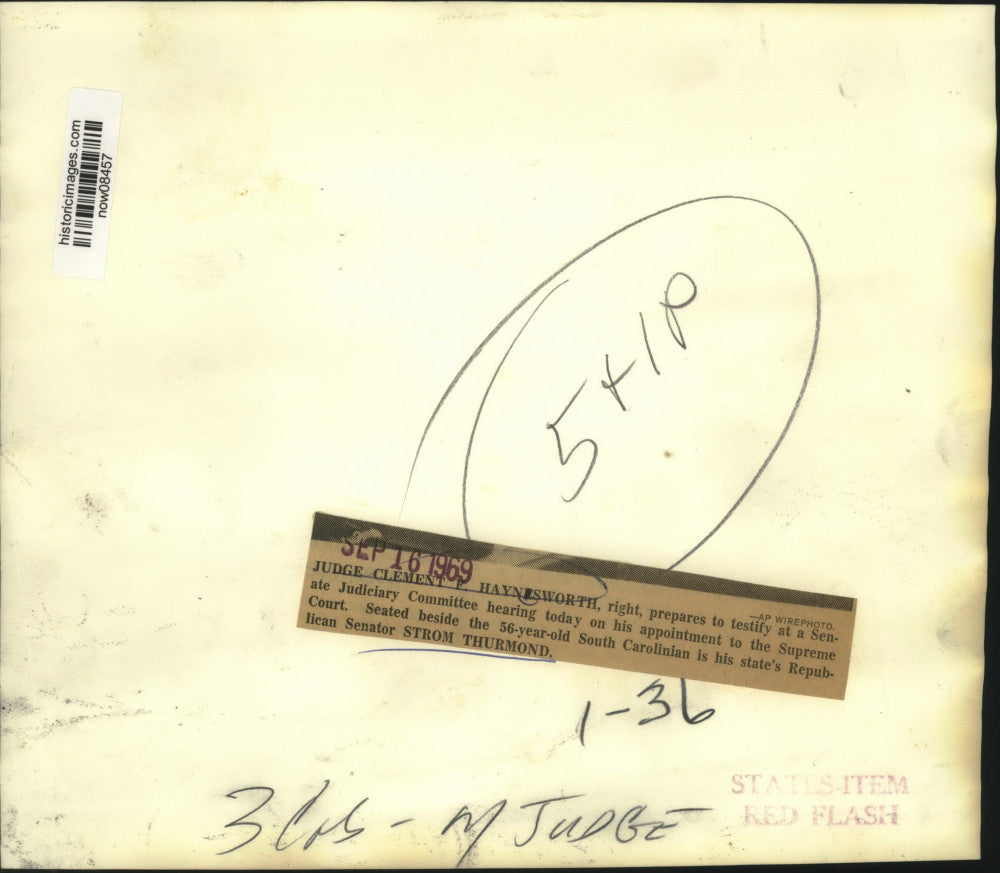 historicimages.com
now08457
5x10
SEP 16 1969
—AP WIREPHOTO.
JUDGE CLEMENT F. HAYNESWORTH, right, prepares to testify at a Sen-
ate Judiciary Committee hearing today on his appointment to the Supreme
Court. Seated beside the 56-year-old South Carolinian is his state's Repub-
lican Senator STROM THURMOND.
1-36
3 Cols - M JUDGE
STATES-ITEM
RED FLASH